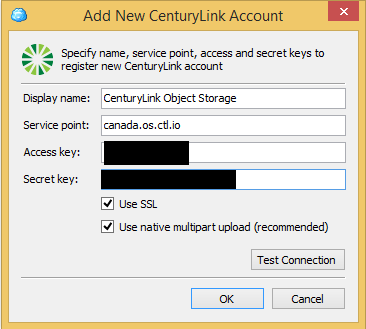 Add New CenturyLink Account
Specify name, service point, access and secret keys to
register new CenturyLink account
Display name: CenturyLink Object Storage
Service point: canada.os.ctl.io
Access key:
Secret key:
Use SSL
Use native multipart upload (recommended)
Test Connection
OK Cancel